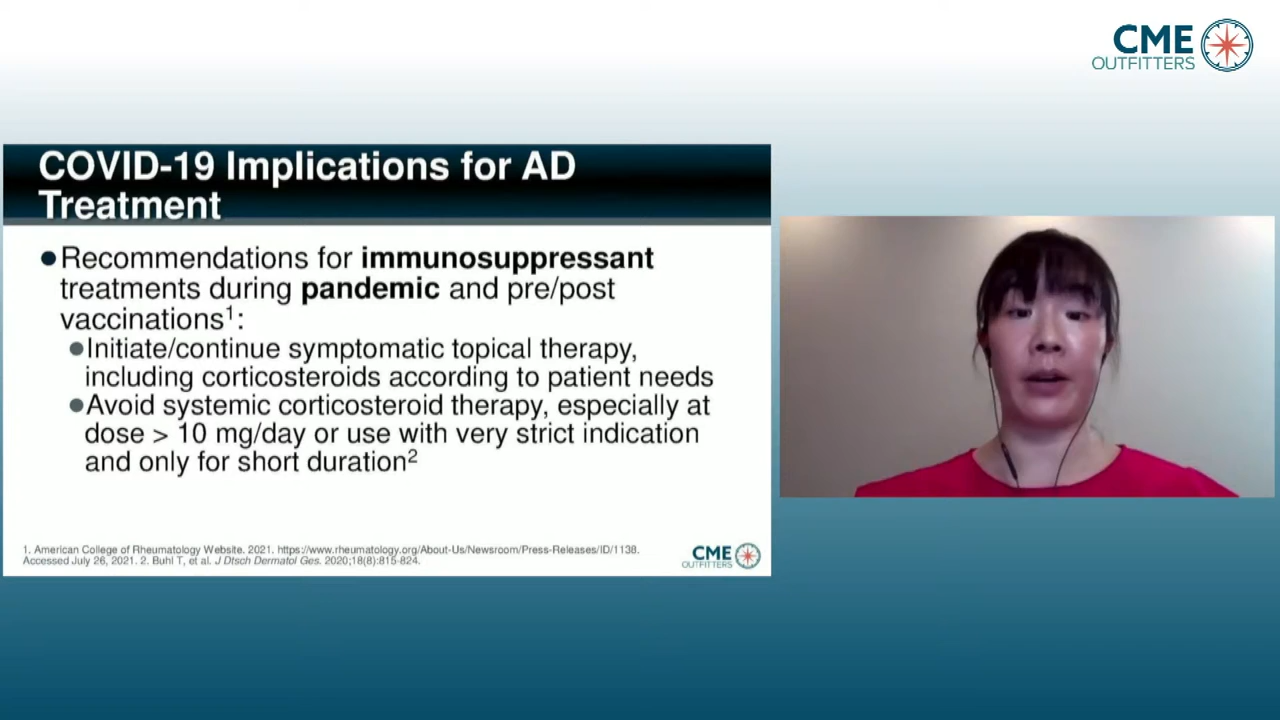 CME
OUTFITTERS
COVID-19 Implications for AD
Treatment
●Recommendations for immunosuppressant
treatments during pandemic and pre/post
vaccinations¹:
●Initiate/continue symptomatic topical therapy,
including corticosteroids according to patient needs
●Avoid systemic corticosteroid therapy, especially at
dose > 10 mg/day or use with very strict indication
and only for short duration²
1. American College of Rheumatology Website. 2021. https://www.rheumatology.org/About-Us/Newsroom/Press-Releases/ID/1138.
Accessed July 26, 2021. 2. Buhl T, et al. J Dtsch Dermatol Ges. 2020;18(8):815-824.
CME
OUTFITTERS